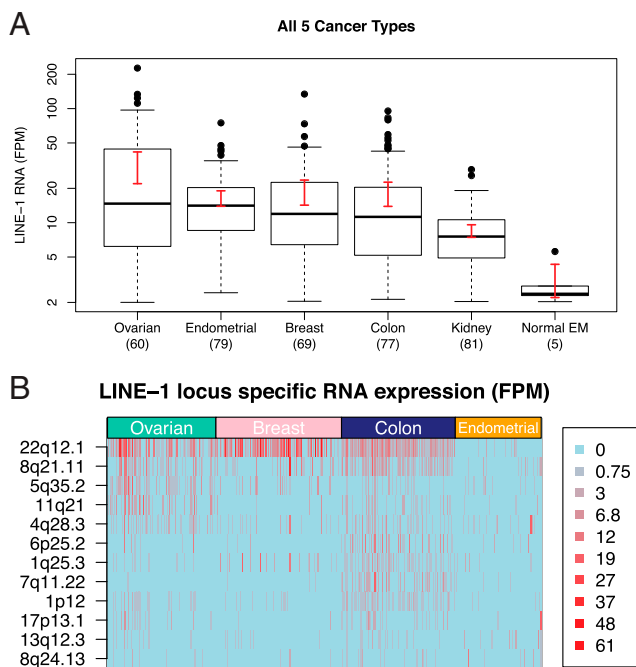 A
All 5 Cancer Types
LINE−1 RNA (FPM)
200
100
50
20
10
5
2
Ovarian Endometrial Breast Colon Kidney Normal EM
(60) (79) (69) (77) (81) (5)
B
LINE−1 locus specific RNA expression (FPM)
Ovarian Breast Colon Endometrial
22q12.1
8q21.11
5q35.2
11q21
4q28.3
6p25.2
1q25.3
7q11.22
1p12
17p13.1
13q12.3
8q24.13
0
0.75
3
6.8
12
19
27
37
48
61